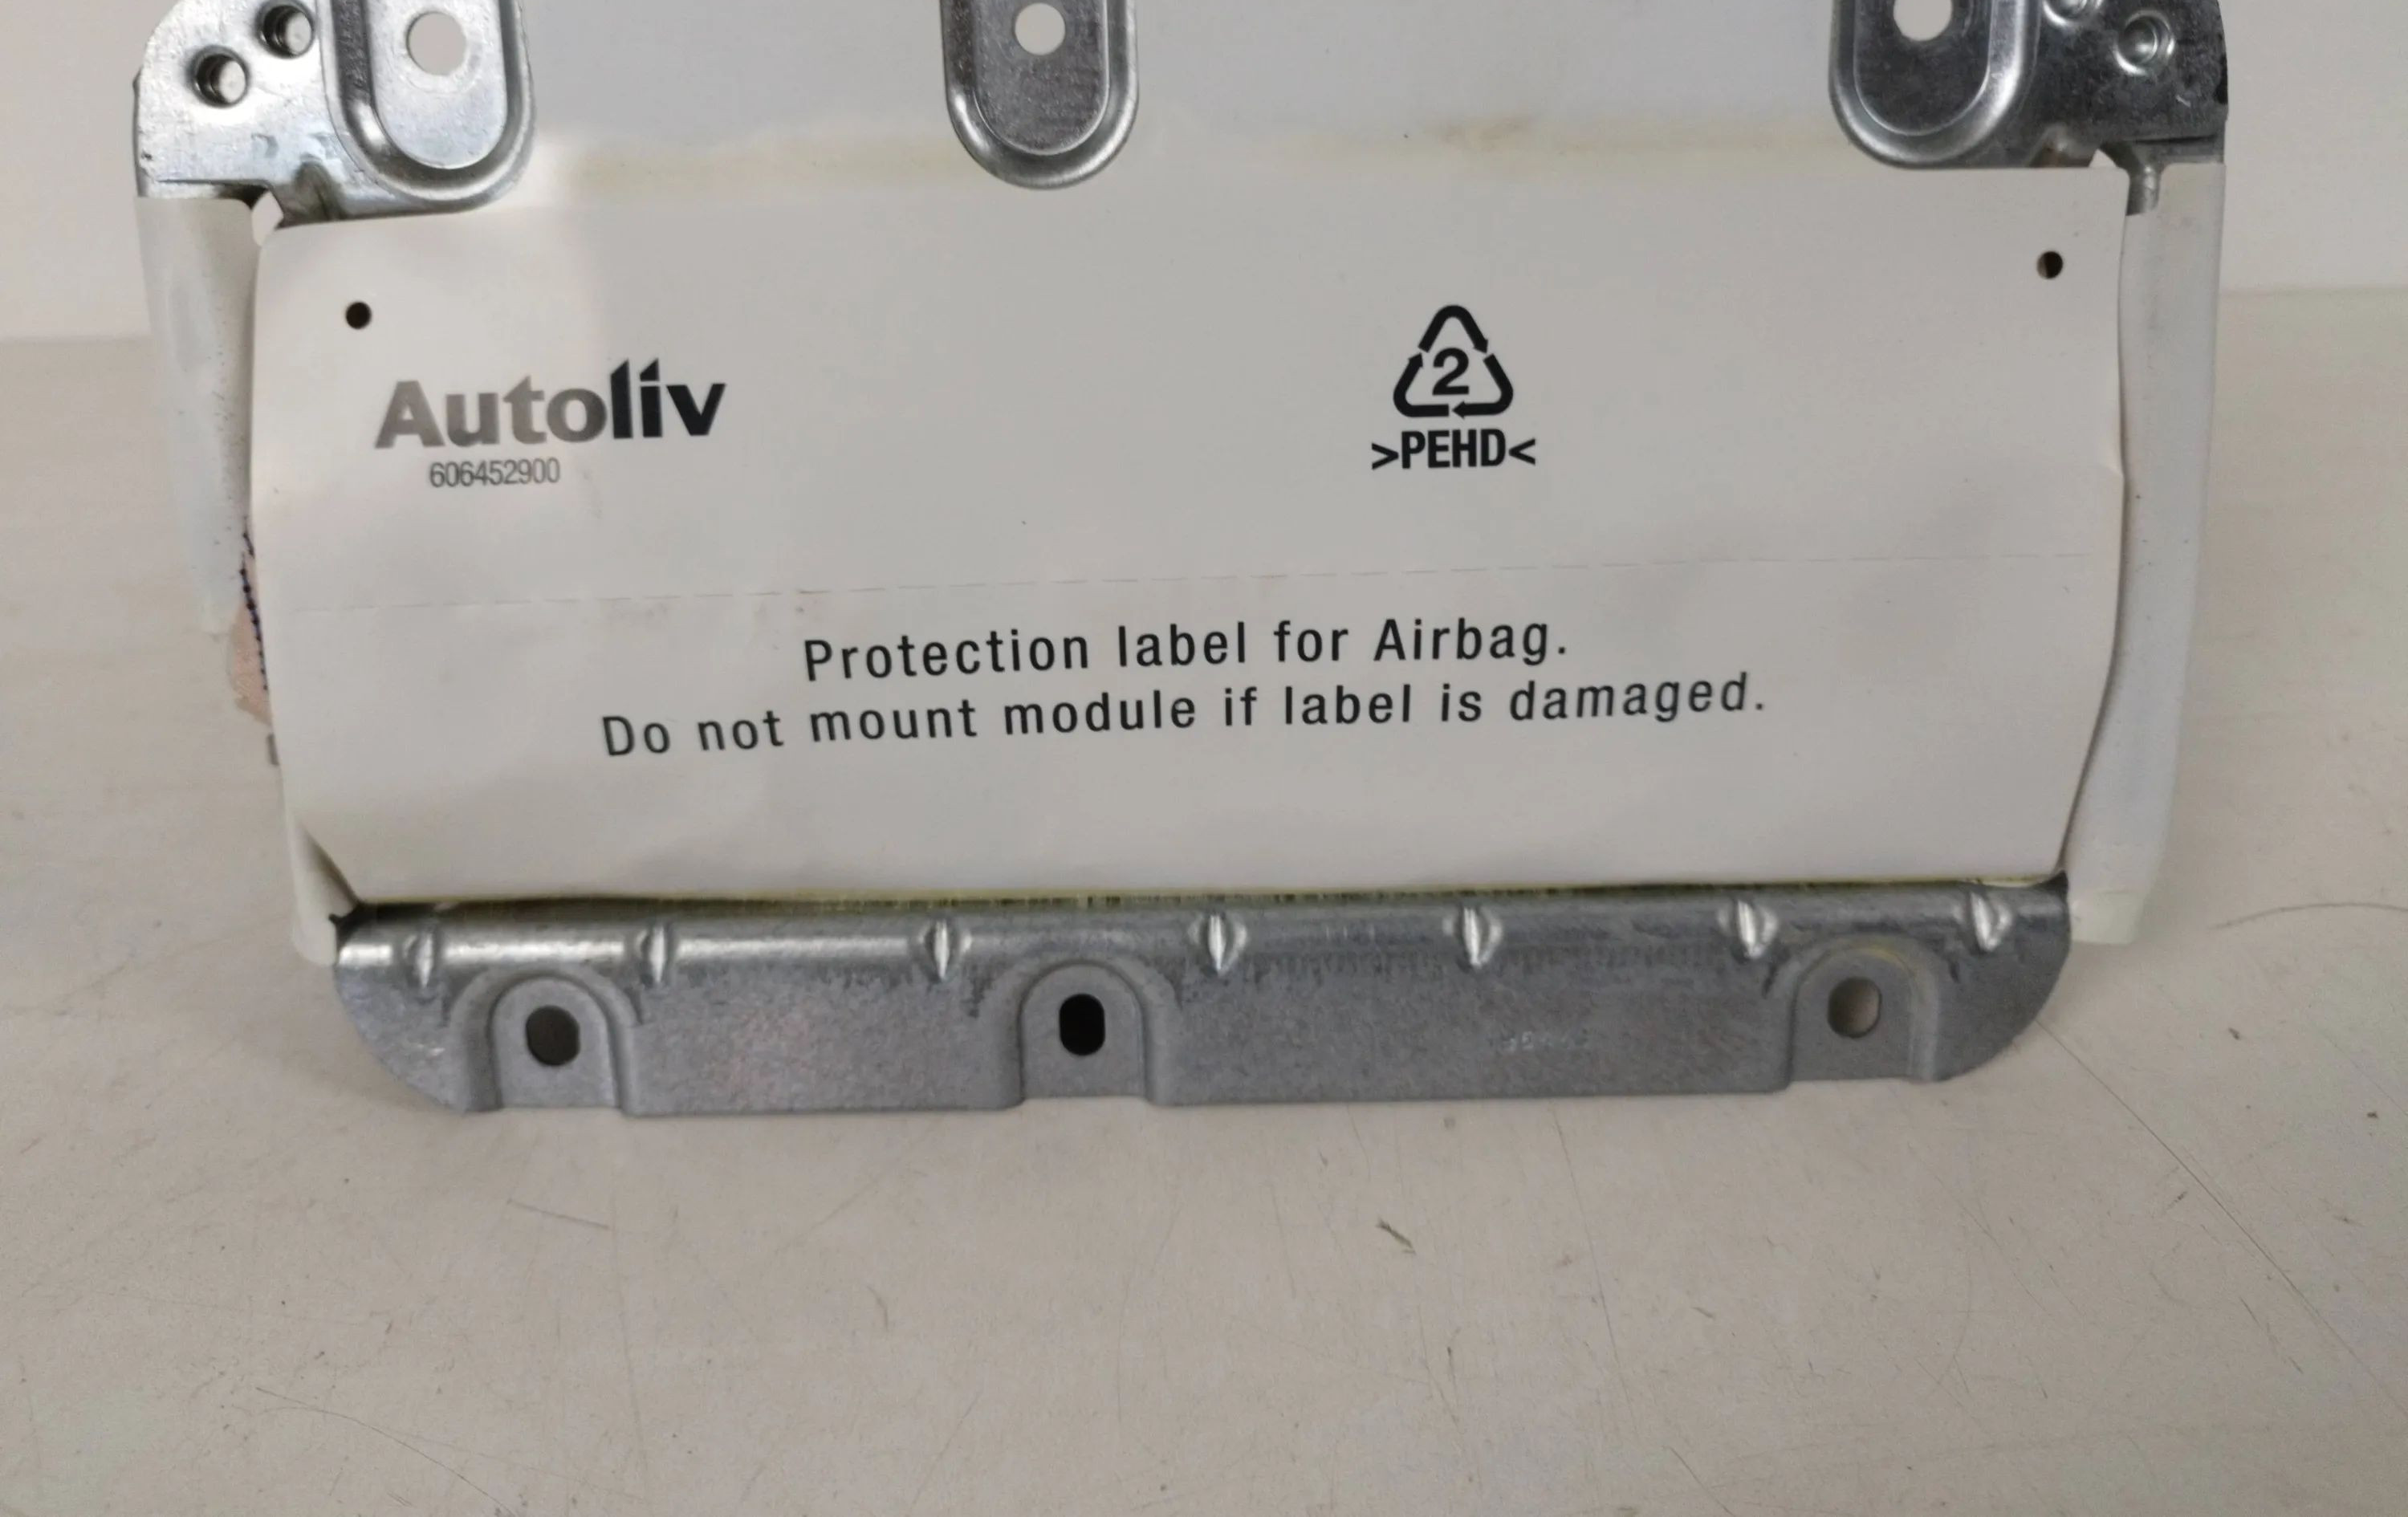 Autoliv
606452900
2
>PEHD<
Protection label for Airbag.
Do not mount module if label is damaged.